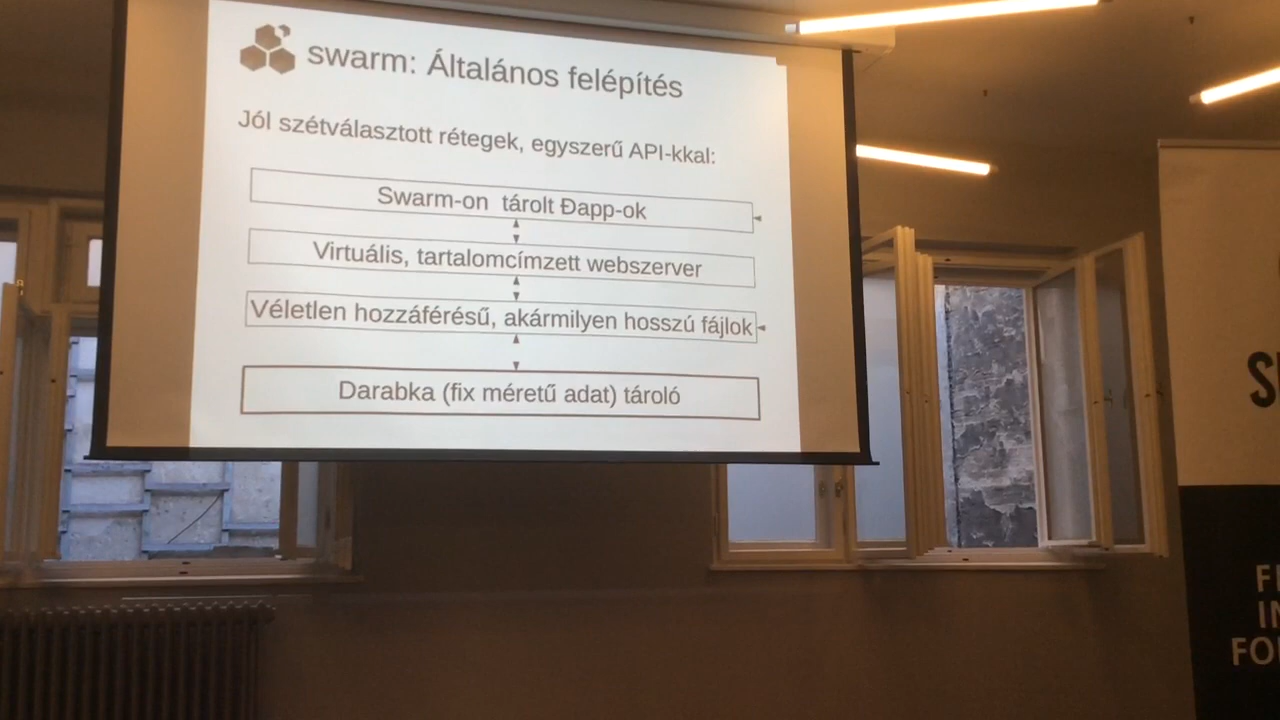 swarm: Általános felépítés
Jól szétválasztott rétegek, egyszerű API-kkal:
Swarm-on tárolt Đapp-ok
Virtuális, tartalomcímzett webszerver
Véletlen hozzáférésű, akármilyen hosszú fájlok
Darabka (fix méretű adat) tároló